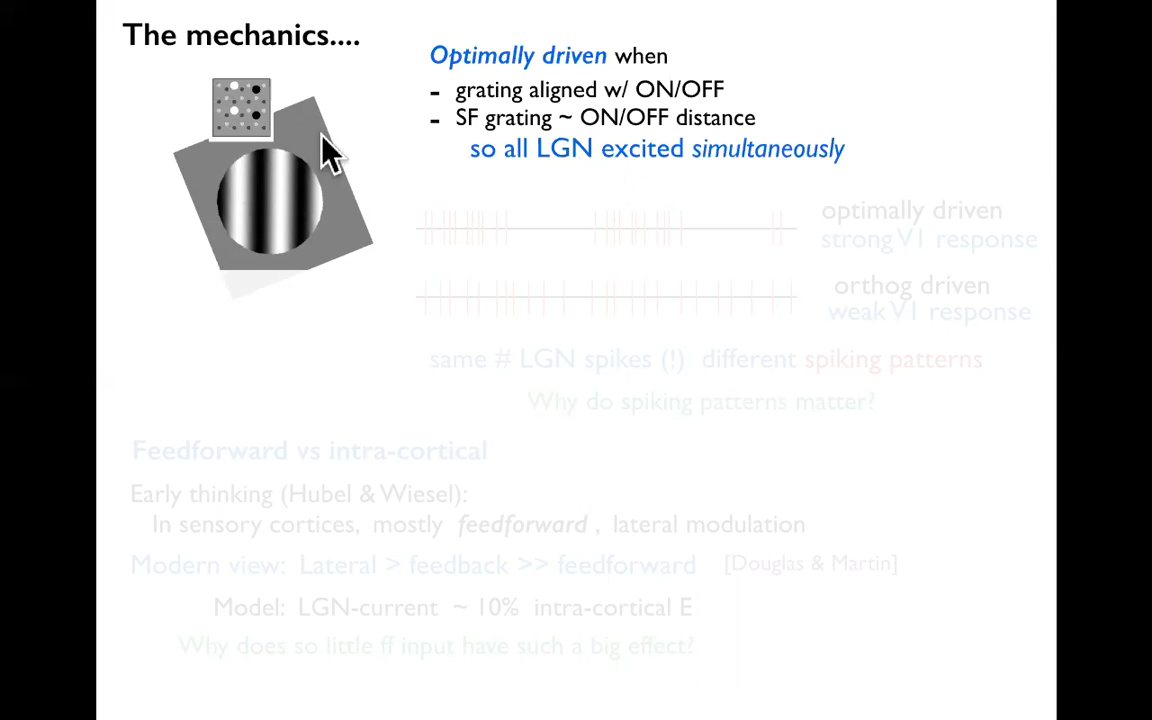 The mechanics....
Optimally driven when
- grating aligned w/ ON/OFF
- SF grating ~ ON/OFF distance
so all LGN excited simultaneously
optimally driven
strong V1 response
orthog driven
weak V1 response
same # LGN spikes (!) different spiking patterns
Why do spiking patterns matter?
Feedforward vs intra-cortical
Early thinking (Hubel & Wiesel):
In sensory cortices, mostly feedforward , lateral modulation
Modern view: Lateral > feedback >> feedforward [Douglas & Martin]
Model: LGN-current ~ 10% intra-cortical E
Why does so little ff input have such a big effect?